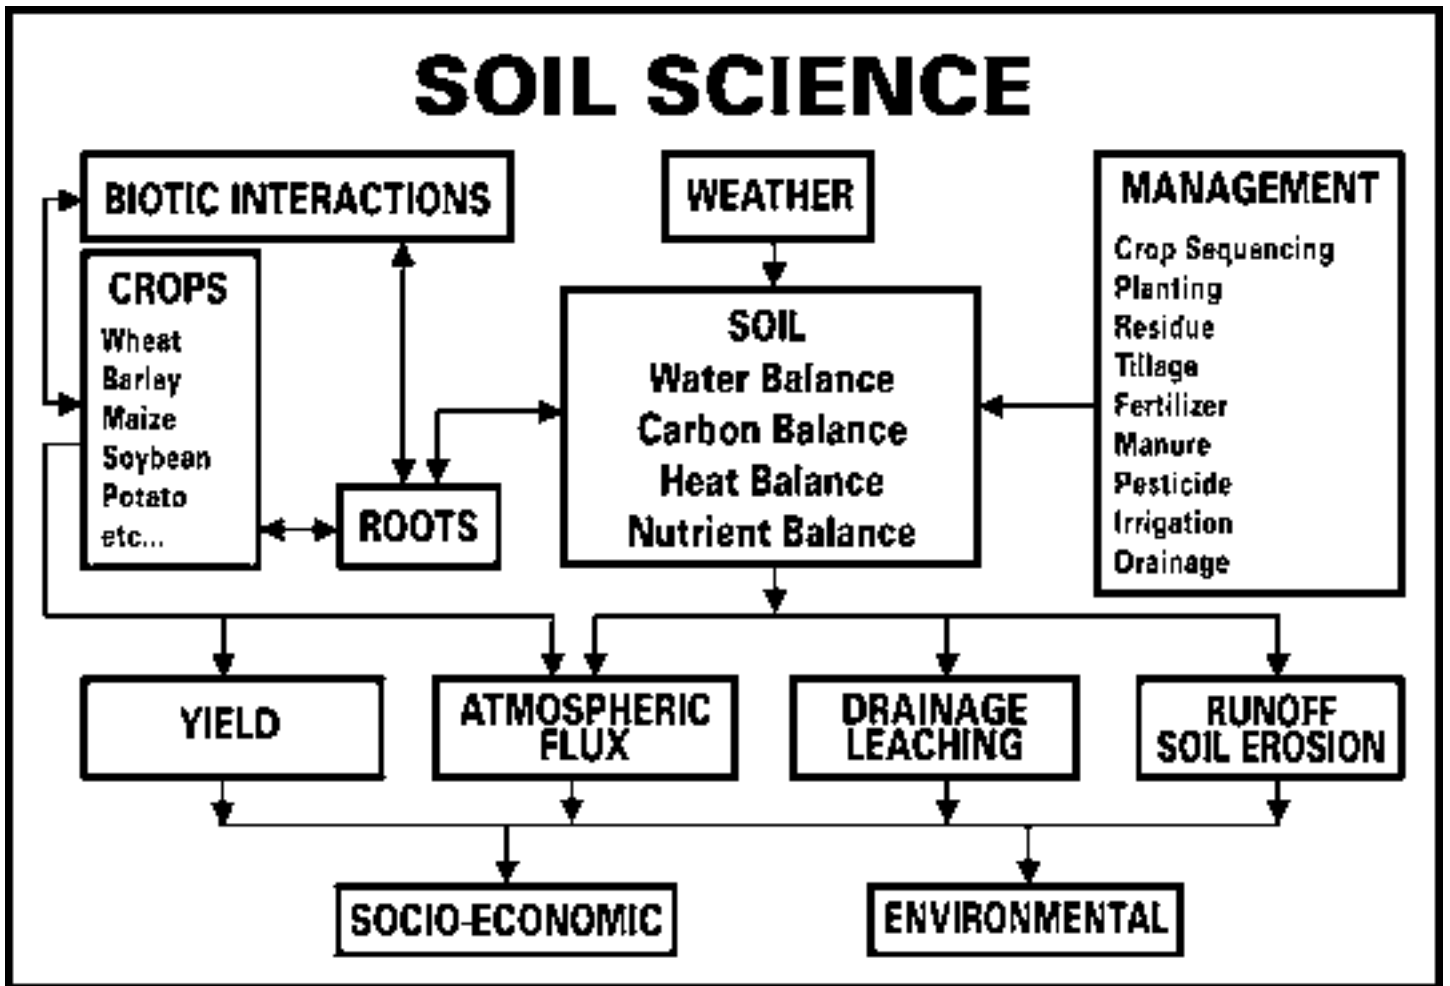 SOIL SCIENCE
BIOTIC INTERACTIONS
WEATHER
MANAGEMENT
Crop Sequencing
Planting
Residue
Tillage
Fertilizer
Manure
Pesticide
Irrigation
Drainage
CROPS
Wheat
Barley
Maize
Soybean
Potato
etc...
SOIL
Water Balance
Carbon Balance
Heat Balance
Nutrient Balance
ROOTS
YIELD
ATMOSPHERIC
FLUX
DRAINAGE
LEACHING
RUNOFF
SOIL EROSION
SOCIO-ECONOMIC
ENVIRONMENTAL